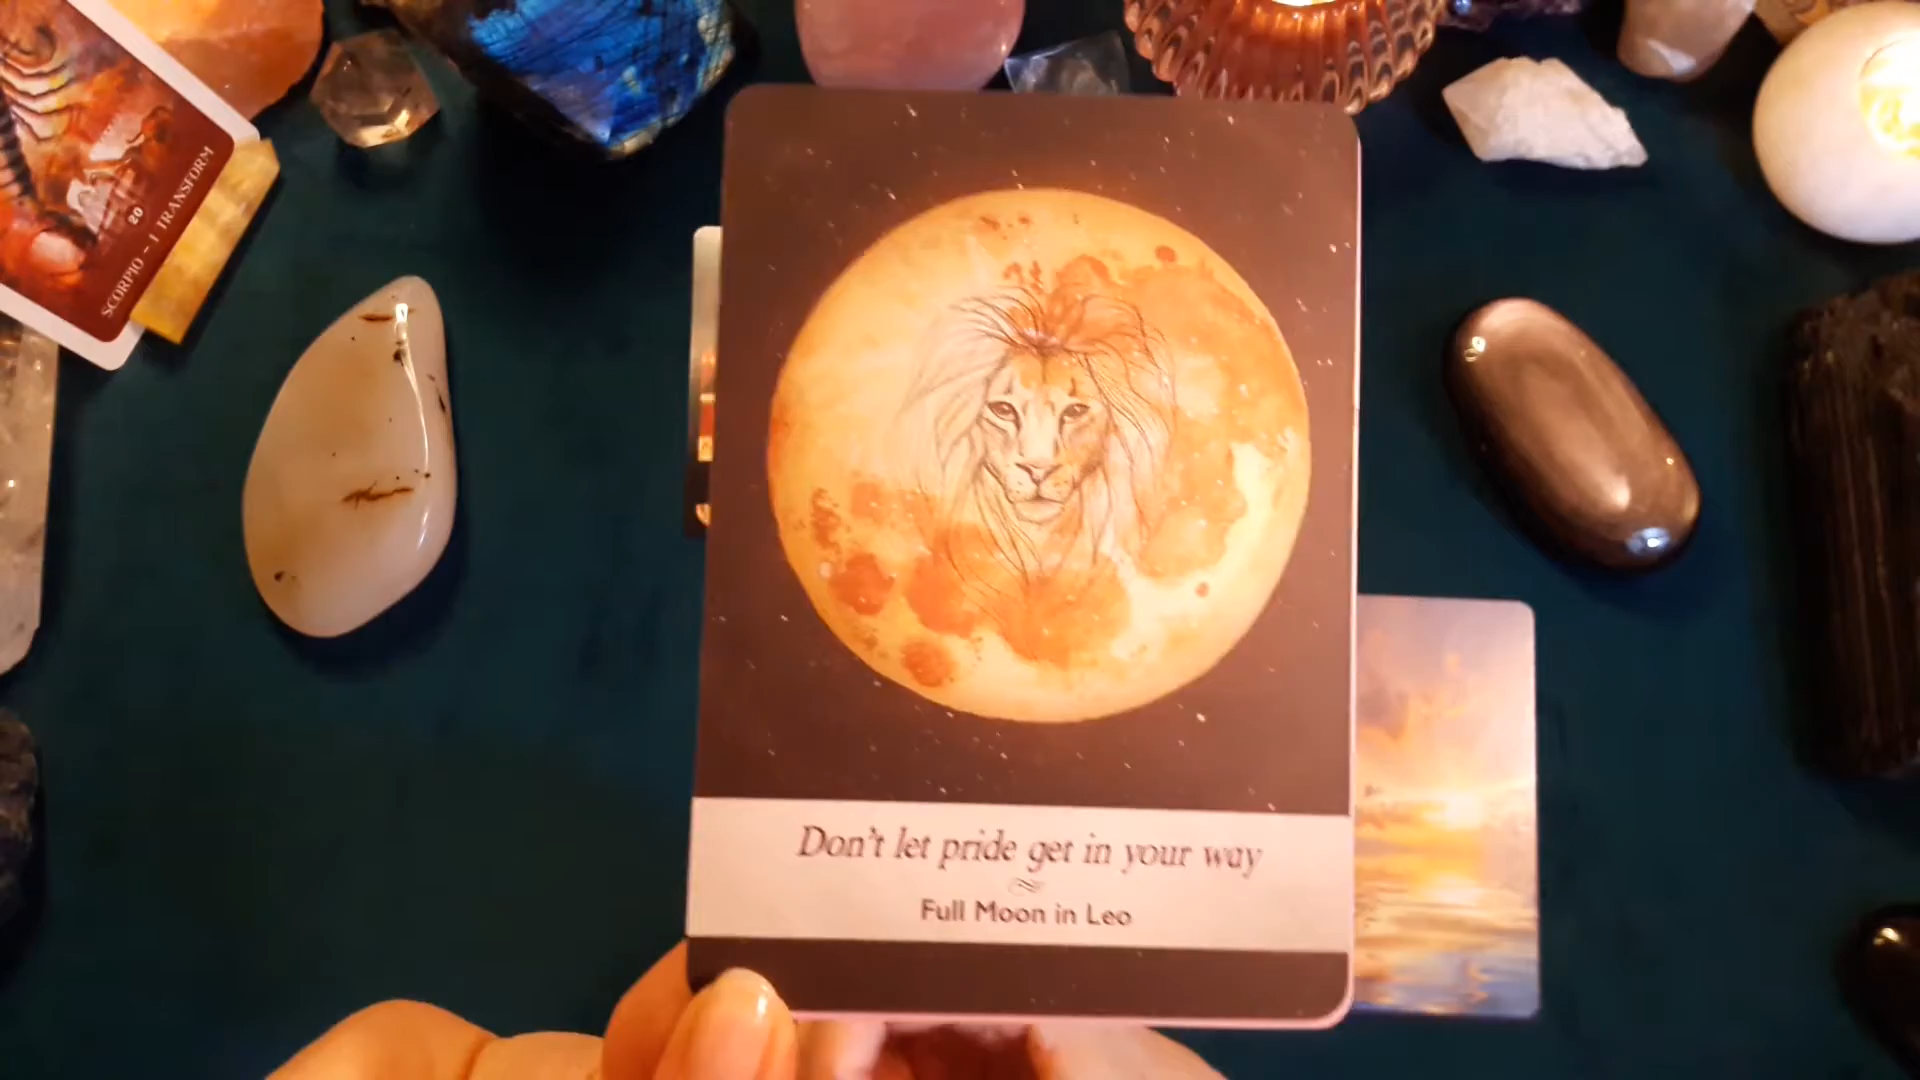 20
SCORPIO - I TRANSFORM
Don't let pride get in your way
Full Moon in Leo